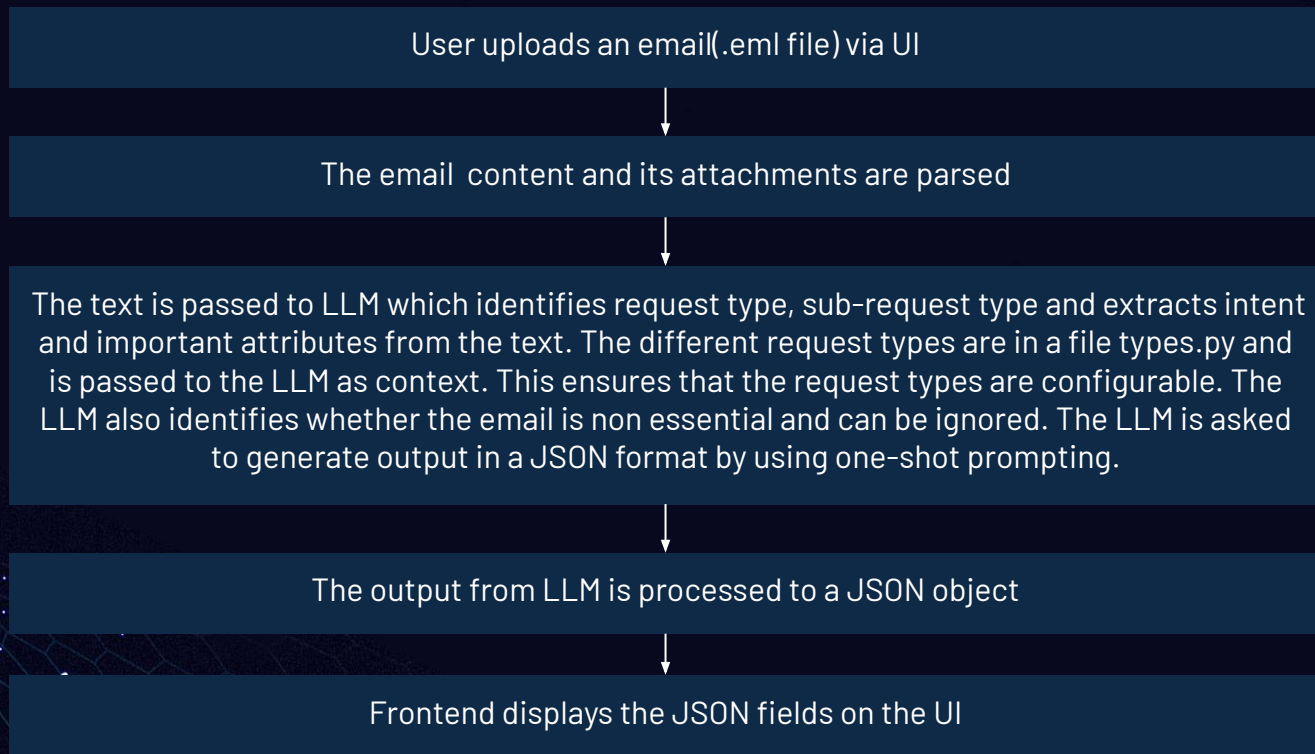 User uploads an email(.eml file) via UI
The email  content and its attachments are parsed
The text is passed to LLM which identifies request type, sub-request type and extracts intent
and important attributes from the text. The different request types are in a file types.py and
is passed to the LLM as context. This ensures that the request types are configurable. The
LLM also identifies whether the email is non essential and can be ignored. The LLM is asked
to generate output in a JSON format by using one-shot prompting.
The output from LLM is processed to a JSON object
Frontend displays the JSON fields on the UI